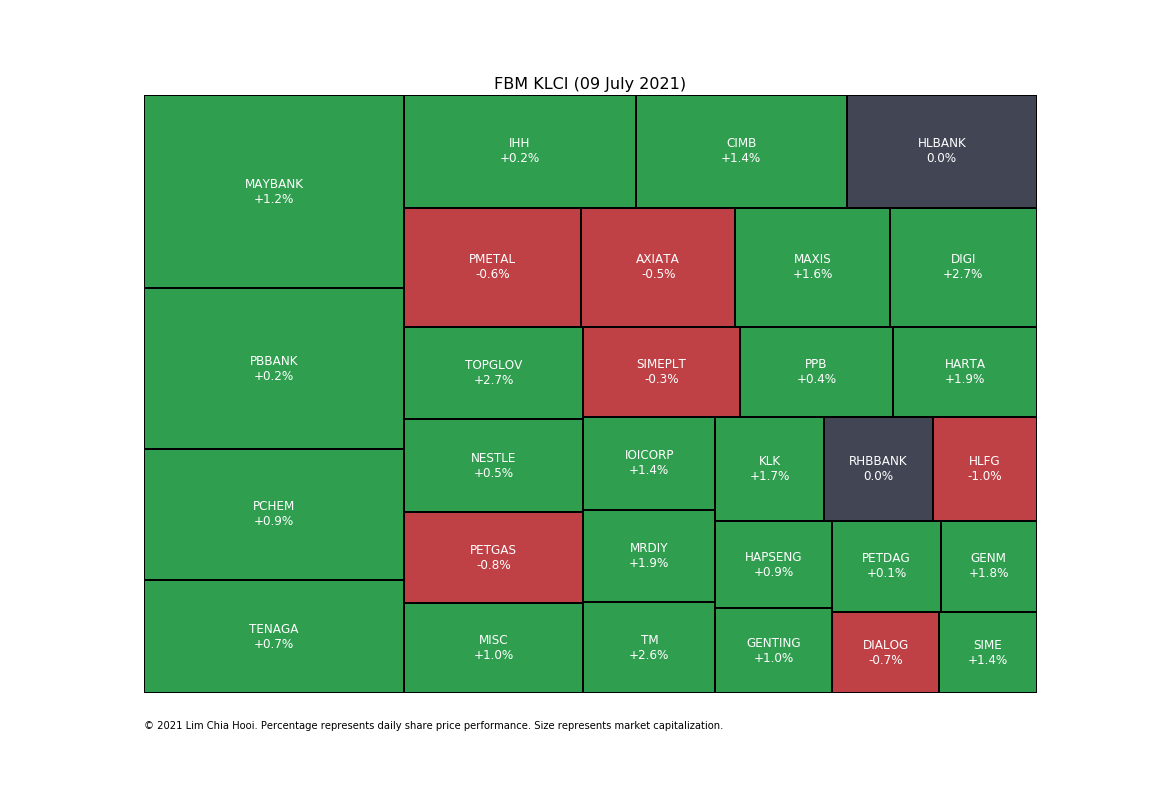 FBM KLCI (09 July 2021)
MAYBANK
+1.2%
PBBANK
+0.2%
PCHEM
+0.9%
TENAGA
+0.7%
IHH
+0.2%
CIMB
+1.4%
HLBANK
0.0%
PMETAL
-0.6%
AXIATA
-0.5%
MAXIS
+1.6%
DIGI
+2.7%
TOPGLOV
+2.7%
SIMEPLT
-0.3%
PPB
+0.4%
HARTA
+1.9%
NESTLE
+0.5%
PETGAS
-0.8%
MISC
+1.0%
IOICORP
+1.4%
MRDIY
+1.9%
TM
+2.6%
KLK
+1.7%
RHBBANK
0.0%
HLFG
-1.0%
HAPSENG
+0.9%
GENTING
+1.0%
PETDAG
+0.1%
GENM
+1.8%
DIALOG
-0.7%
SIME
+1.4%
© 2021 Lim Chia Hooi. Percentage represents daily share price performance. Size represents market capitalization.